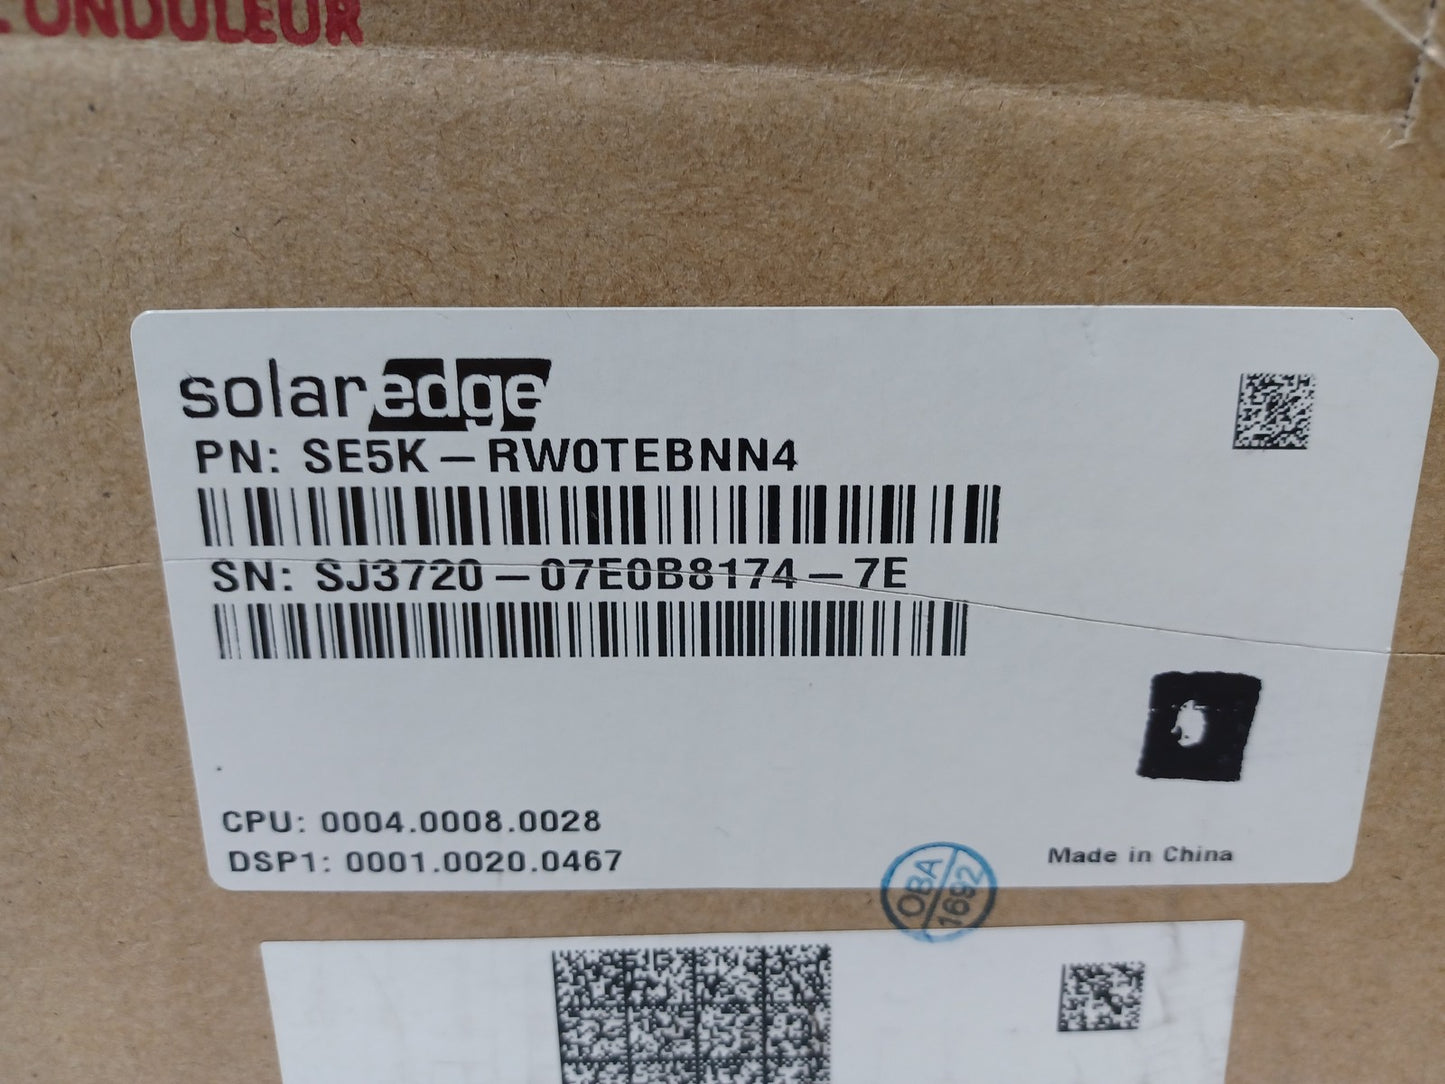 L'ONDULEUR
solaredge
PN: SE5K-RW0TEBNN4
SN: SJ3720-07E0B8174-7E
CPU: 0004.0008.0028
DSP1: 0001.0020.0467
Made in China
OBA
1692